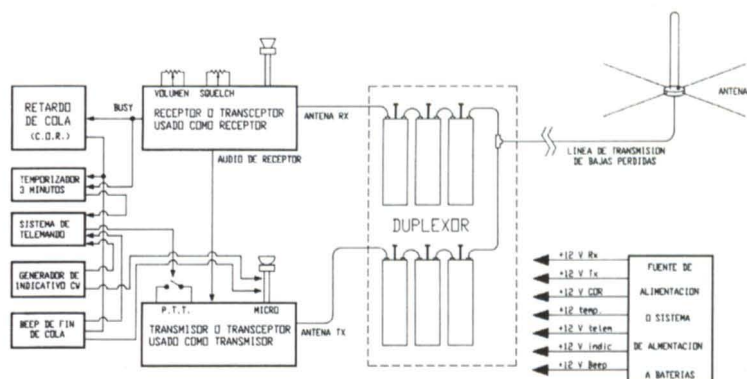 RETARDO
DE COLA
(C.O.R.)
BUSY
VOLUMEN
SQUELCH
RECEPTOR O TRANSCEPTOR
USADO COMO RECEPTOR
ANTENA RX
AUDIO DE RECEPTOR
TEMPORIZADOR
3 MINUTOS
SISTEMA DE
TELEMANDO
GENERADOR DE
INDICATIVO CW
BEEP DE FIN
DE COLA
P.T.T.
MICRO
TRANSMISOR O TRANSCEPTOR
USADO COMO TRANSMISOR
ANTENA TX
DUPLEXOR
ANTENA
LINEA DE TRANSMISION
DE BAJAS PERDIDAS
+12 V Rx
+12 V Tx
+12 V COR
+12 temp.
+12 V telem
+12 V indic
+12 V Beep
FUENTE DE
ALIMENTACION
O SISTEMA
DE ALMENTACION
A BATERIAS